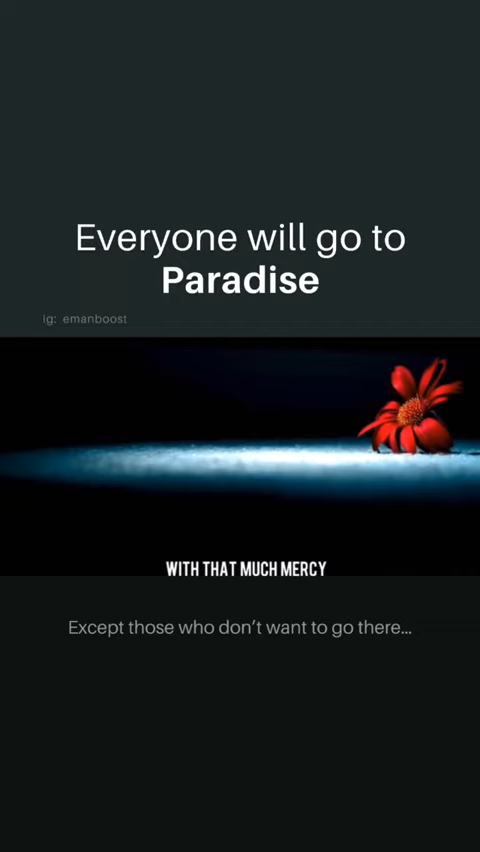 Everyone will go to
Paradise
ig: emanboost
WITH THAT MUCH MERCY
Except those who don’t want to go there...